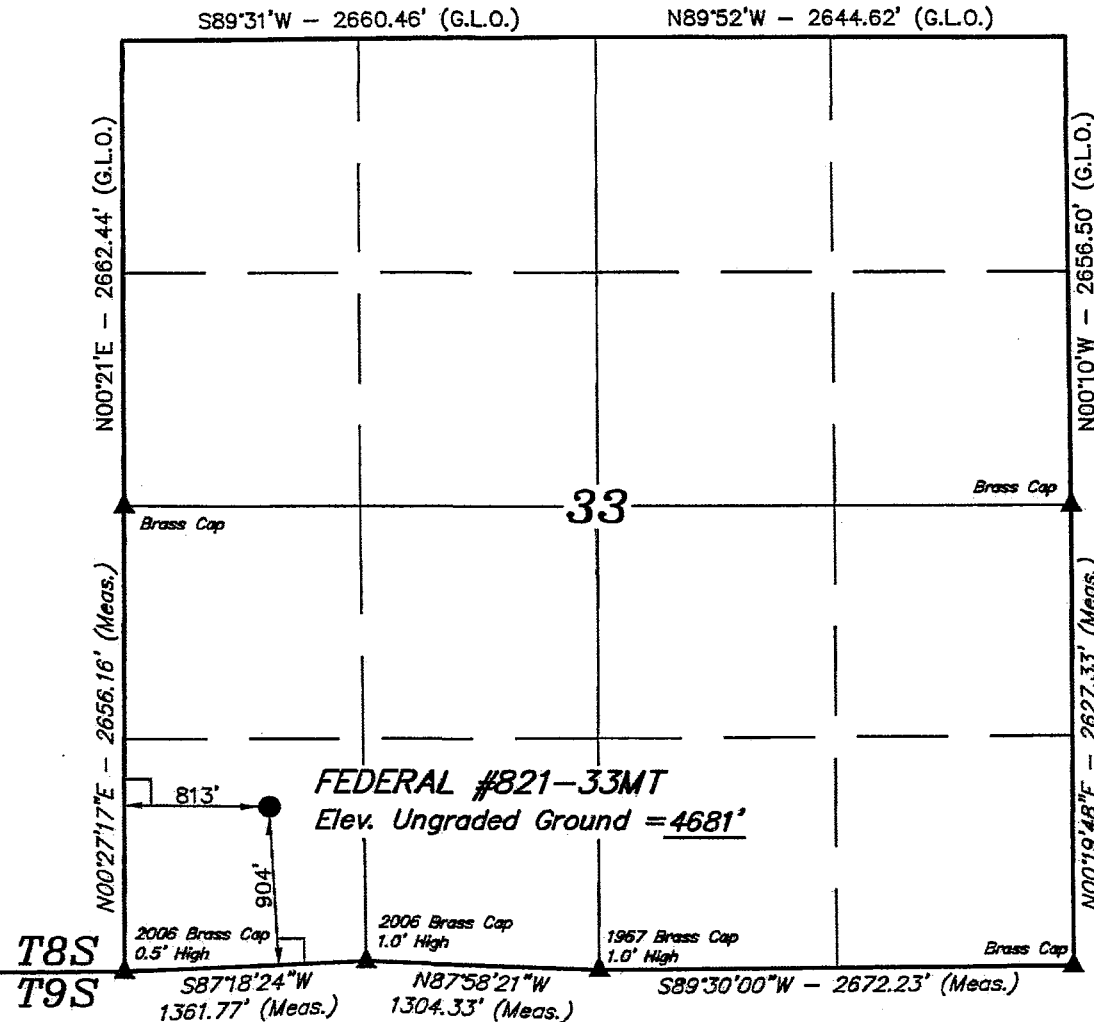 S89°31'W – 2660.46' (G.L.O.)
N89°52'W – 2644.62' (G.L.O.)
N00°21'E – 2662.44' (G.L.O.)
N00°10'W – 2656.50' (G.L.O.)
33
Brass Cap
Brass Cap
N00°27'17"E – 2656.16' (Meas.)
N00°19'48"E – 2627.33' (Meas.)
FEDERAL #821–33MT
813'
Elev. Ungraded Ground = 4681'
904'
T8S
2006 Brass Cap
0.5' High
2006 Brass Cap
1.0' High
1967 Brass Cap
1.0' High
Brass Cap
T9S
S87°18'24"W
1361.77' (Meas.)
N87°58'21"W
1304.33' (Meas.)
S89°30'00"W – 2672.23' (Meas.)